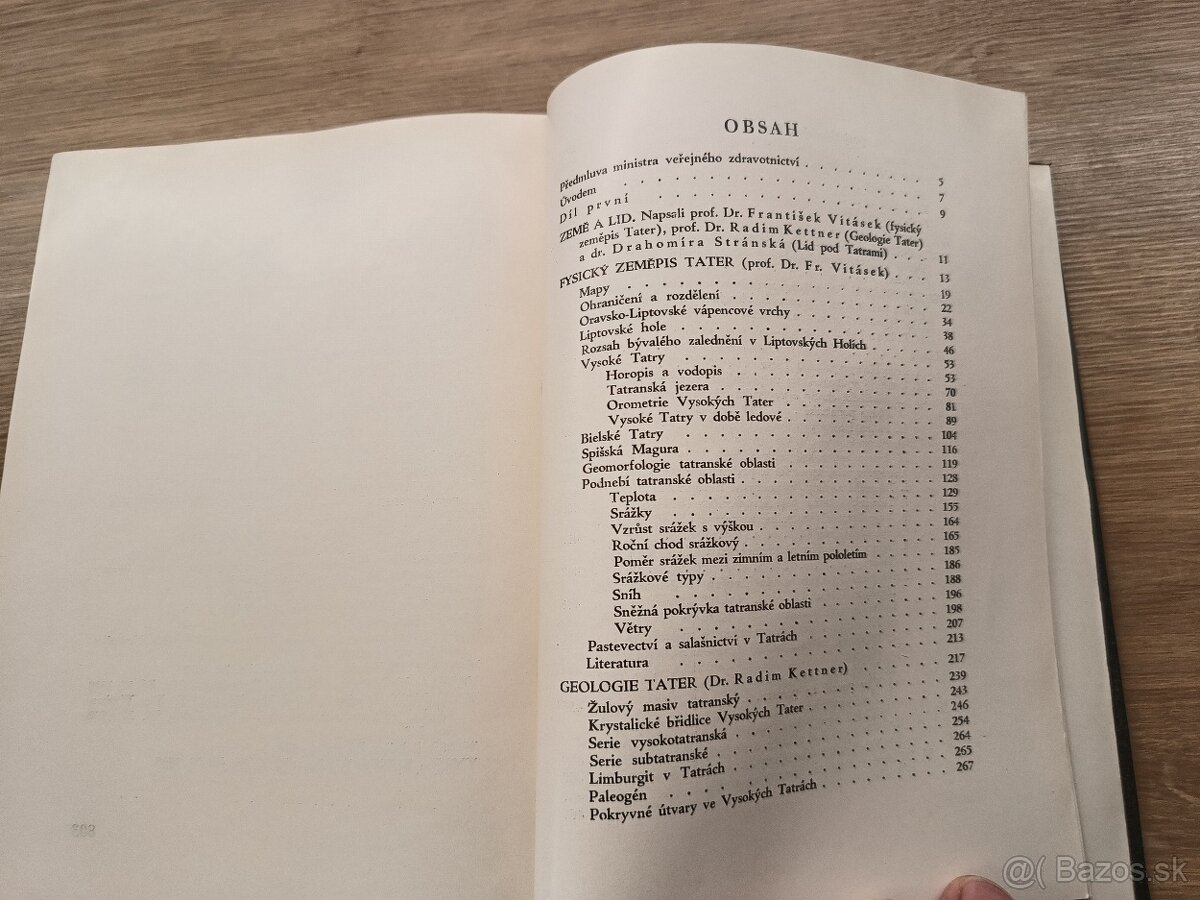 OBSAH
Předmluva ministra veřejného zdravotnictví . . . . . . . . 5
Úvodem . . . . . . . . 7
Díl první . . . . . . . . 9
ZEMĚ A LID. Napsali prof. Dr. František Vitásek (fysický
zeměpis Tater), prof. Dr. Radim Kettner (Geologie Tater)
a dr. Drahomíra Stránská (Lid pod Tatrami) . . 11
FYSICKÝ ZEMĚPIS TATER (prof. Dr. Fr. Vitásek) . . . 13
Mapy . . . . . . . . 19
Ohraničení a rozdělení . . . . . . . . 22
Oravsko-Liptovské vápencové vrchy . . . . . . . . 34
Liptovské hole . . . . . . . . 38
Rozsah bývalého zalednění v Liptovských Holích . . . . 46
Vysoké Tatry . . . . . . . . 53
Horopis a vodopis . . . . . . . . 53
Tatranská jezera . . . . . . . . 70
Orometrie Vysokých Tater . . . . . . . . 81
Vysoké Tatry v době ledové . . . . . . . . 89
Bielské Tatry . . . . . . . . 104
Spišská Magura . . . . . . . . 116
Geomorfologie tatranské oblasti . . . . . . . . 119
Podnebí tatranské oblasti . . . . . . . . 128
Teplota . . . . . . . . 129
Srážky . . . . . . . . 155
Vzrůst srážek s výškou . . . . . . . . 164
Roční chod srážkový . . . . . . . . 165
Poměr srážek mezi zimním a letním pololetím . . . . 185
Srážkové typy . . . . . . . . 186
Sníh . . . . . . . . 188
Sněžná pokrývka tatranské oblasti . . . . . . . . 196
Větry . . . . . . . . 198
Pastevectví a salašnictví v Tatrách . . . . . . . . 207
Literatura . . . . . . . . 213
GEOLOGIE TATER (Dr. Radim Kettner) . . . . . . 217
Žulový masiv tatranský . . . . . . . . 239
Krystalické břidlice Vysokých Tater . . . . . . . . 243
Serie vysokotatranská . . . . . . . . 246
Serie subtatranské . . . . . . . . 254
Limburgit v Tatrách . . . . . . . . 264
Paleogén . . . . . . . . 265
Pokryvné útvary ve Vysokých Tatrách . . . . . . . . 267
@( Bazos.sk